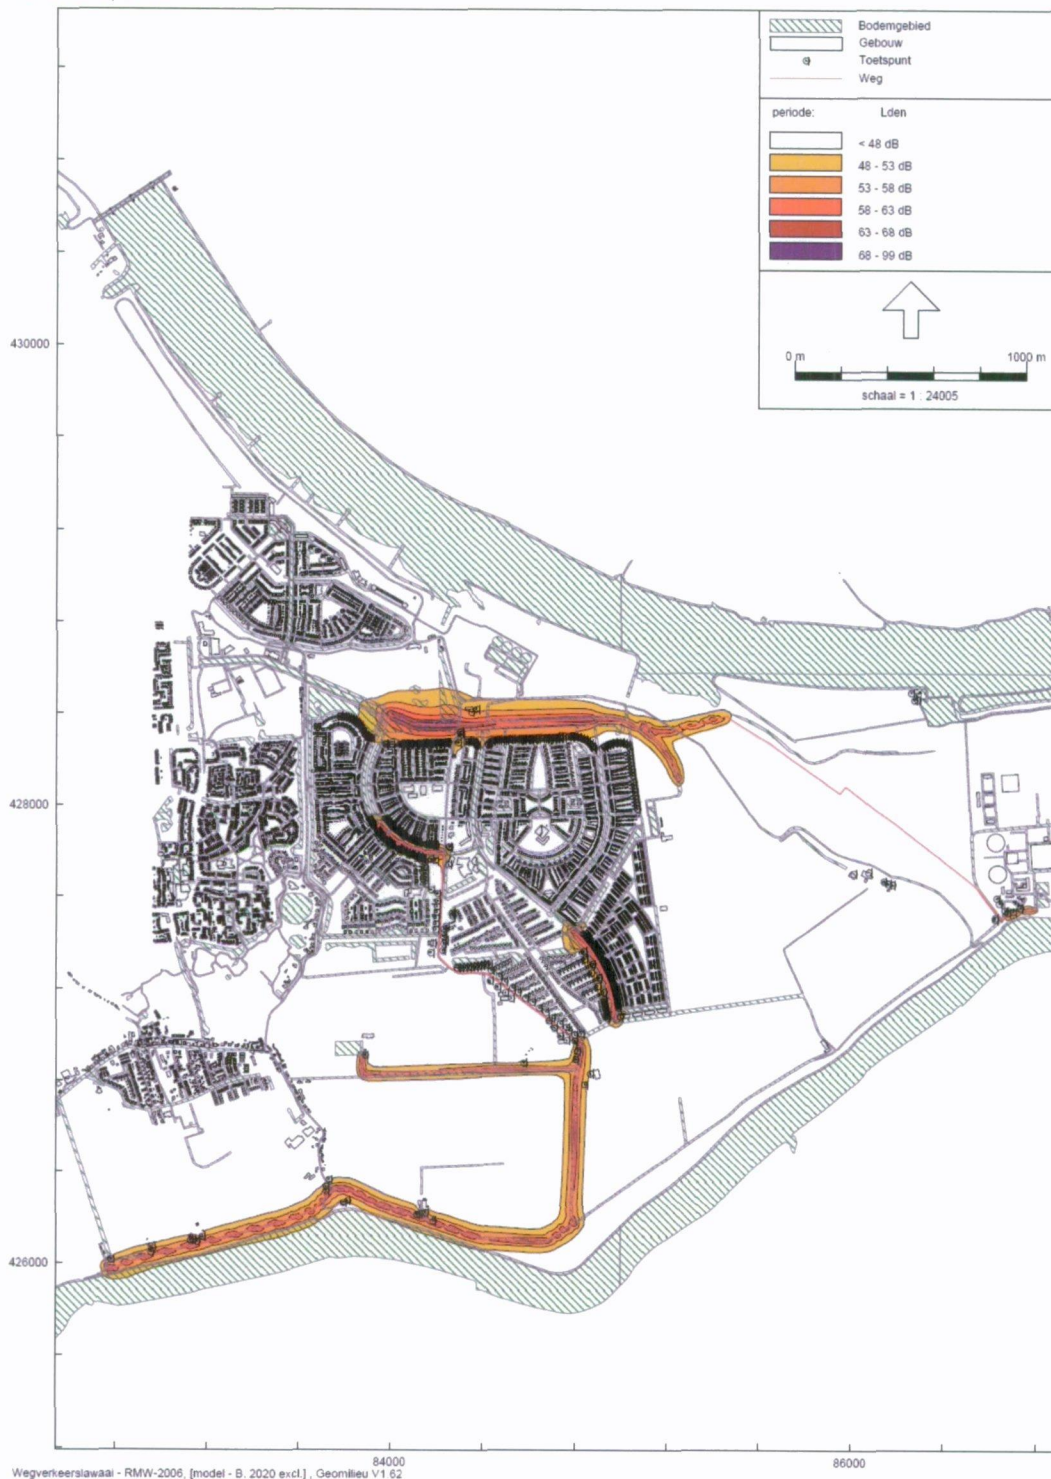 Bodemgebied
Gebouw
Toetspunt
Weg
periode: Lden
< 48 dB
48 - 53 dB
53 - 58 dB
58 - 63 dB
63 - 68 dB
68 - 99 dB
0 m 1000 m
schaal = 1 : 24005
430000
428000
426000
84000 86000
Wegverkeerslawaai - RMW-2006, [model - B. 2020 excl.] , Geomilieu V1.62